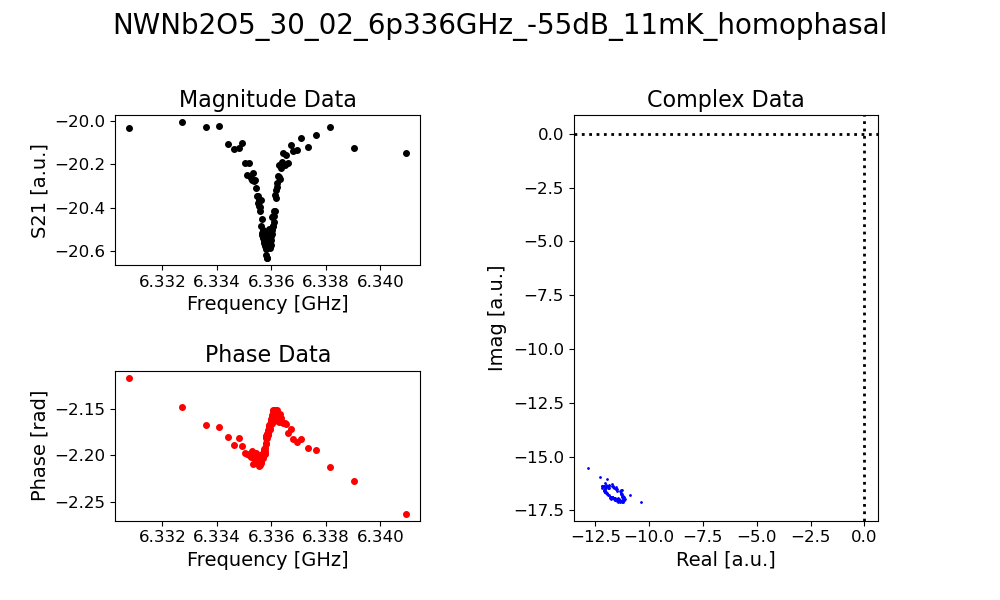 NWNb2O5_30_02_6p336GHz_-55dB_11mK_homophasal
Magnitude Data
S21 [a.u.]
−20.0
−20.2
−20.4
−20.6
6.332 6.334 6.336 6.338 6.340
Frequency [GHz]
Phase Data
Phase [rad]
−2.15
−2.20
−2.25
6.332 6.334 6.336 6.338 6.340
Frequency [GHz]
Complex Data
Imag [a.u.]
0.0
−2.5
−5.0
−7.5
−10.0
−12.5
−15.0
−17.5
−12.5 −10.0 −7.5 −5.0 −2.5 0.0
Real [a.u.]